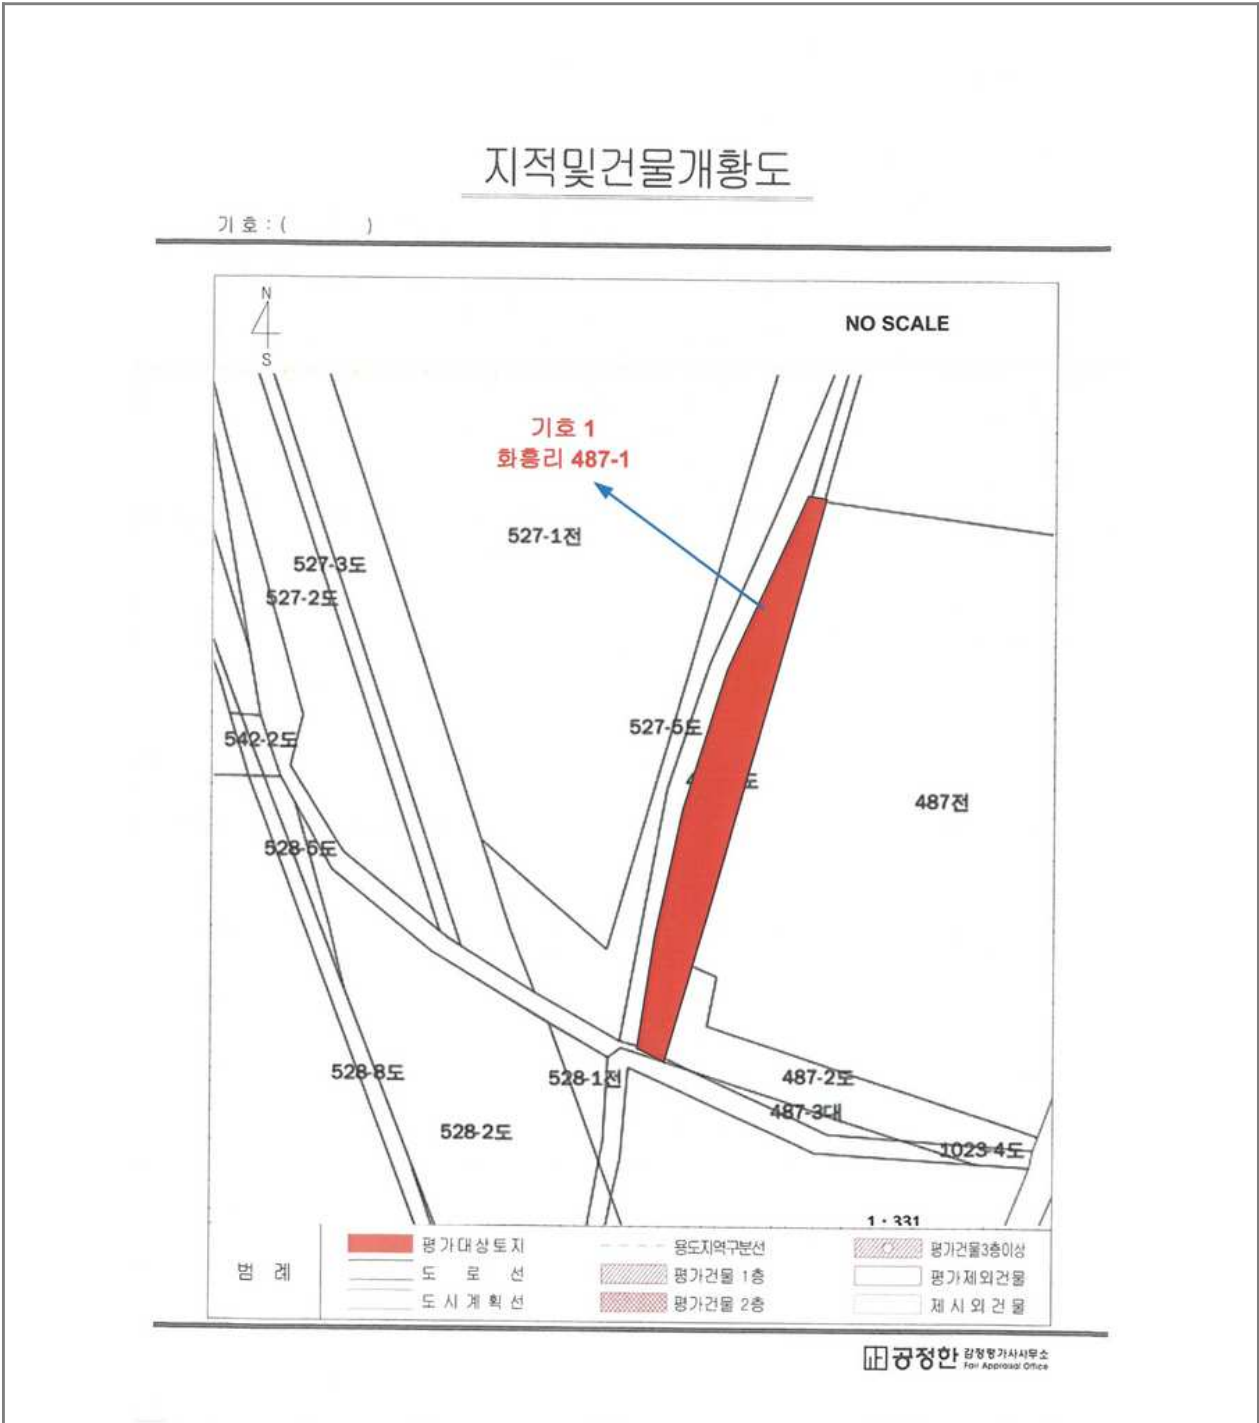 지적및건물개황도
기 호 : (          )
N
S
NO SCALE
기호 1
화흥리 487-1
527-1전
527-3도
527-2도
527-5도
542-2도
487전
528-5도
528-8도
528-1전
487-2도
487-3대
528-2도
1023-4도
1 : 331
범 례
평가대상토지
도 로 선
도시계획선
용도지역구분선
평가건물 1층
평가건물 2층
평가건물3층이상
평가제외건물
제시외건물
正 공정한 감정평가사사무소
Fair Appraisal Office